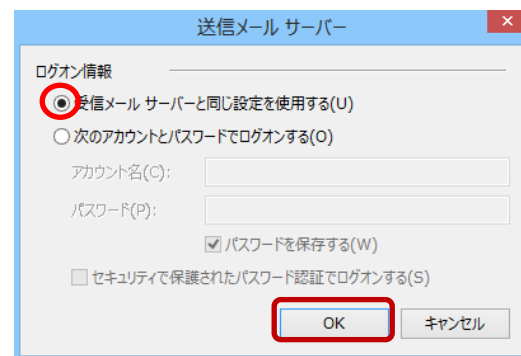 送信メール サーバー
ログオン情報
受信メール サーバーと同じ設定を使用する(U)
次のアカウントとパスワードでログオンする(O)
アカウント名(C):
パスワード(P):
パスワードを保存する(W)
セキュリティで保護されたパスワード認証でログオンする(S)
OK キャンセル